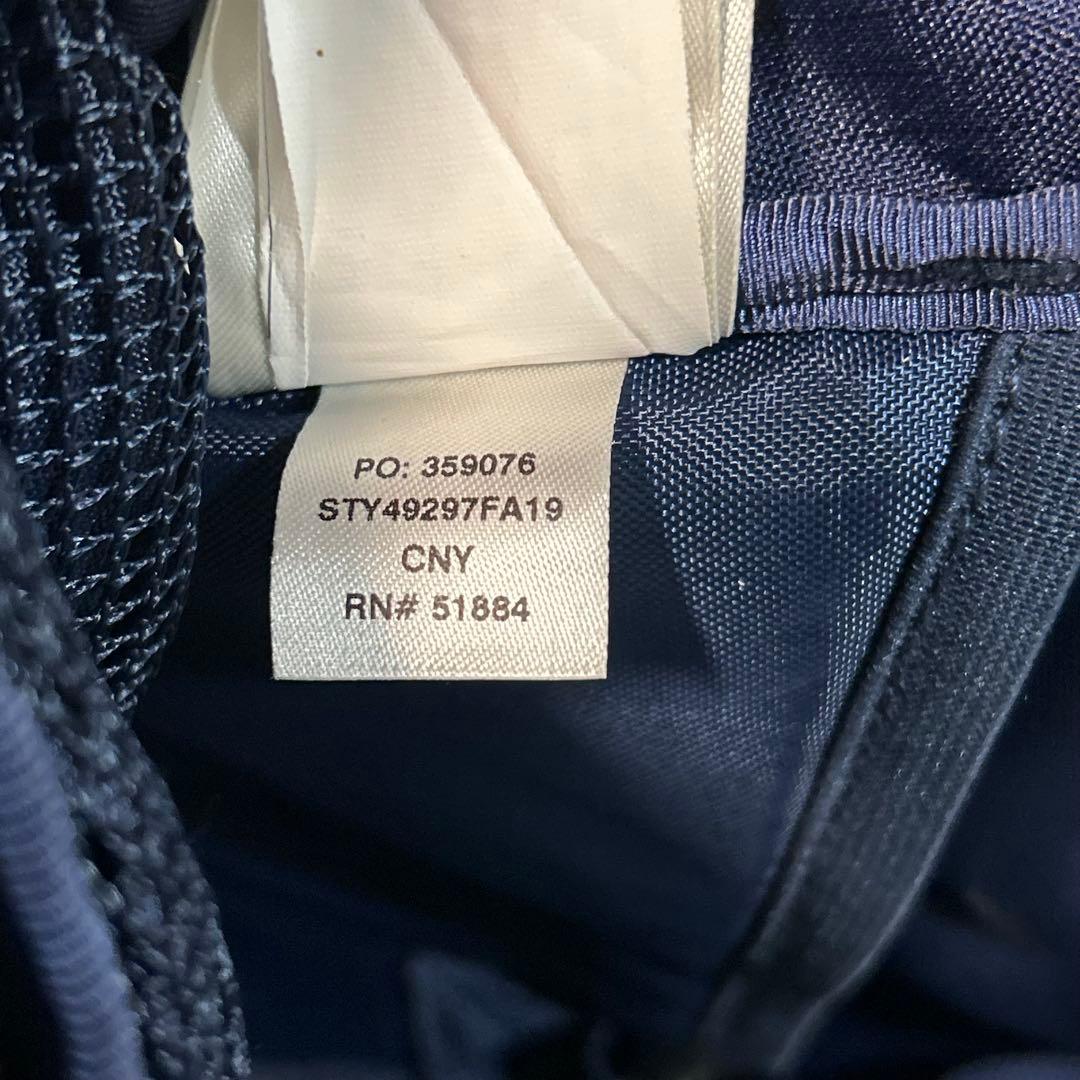 PO: 359076
STY49297FA19
CNY
RN# 51884